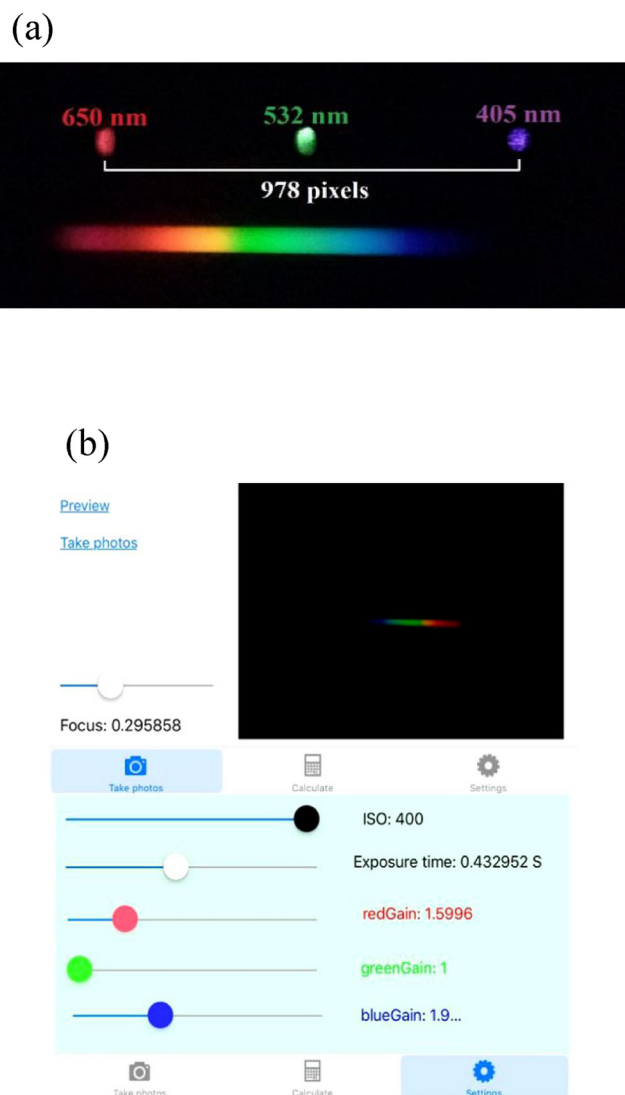 (a)
650 nm
532 nm
405 nm
978 pixels
(b)
Preview
Take photos
Focus: 0.295858
Take photos
Calculate
Settings
ISO: 400
Exposure time: 0.432952 S
redGain: 1.5996
greenGain: 1
blueGain: 1.9...
Take photos
Calculate
Settings